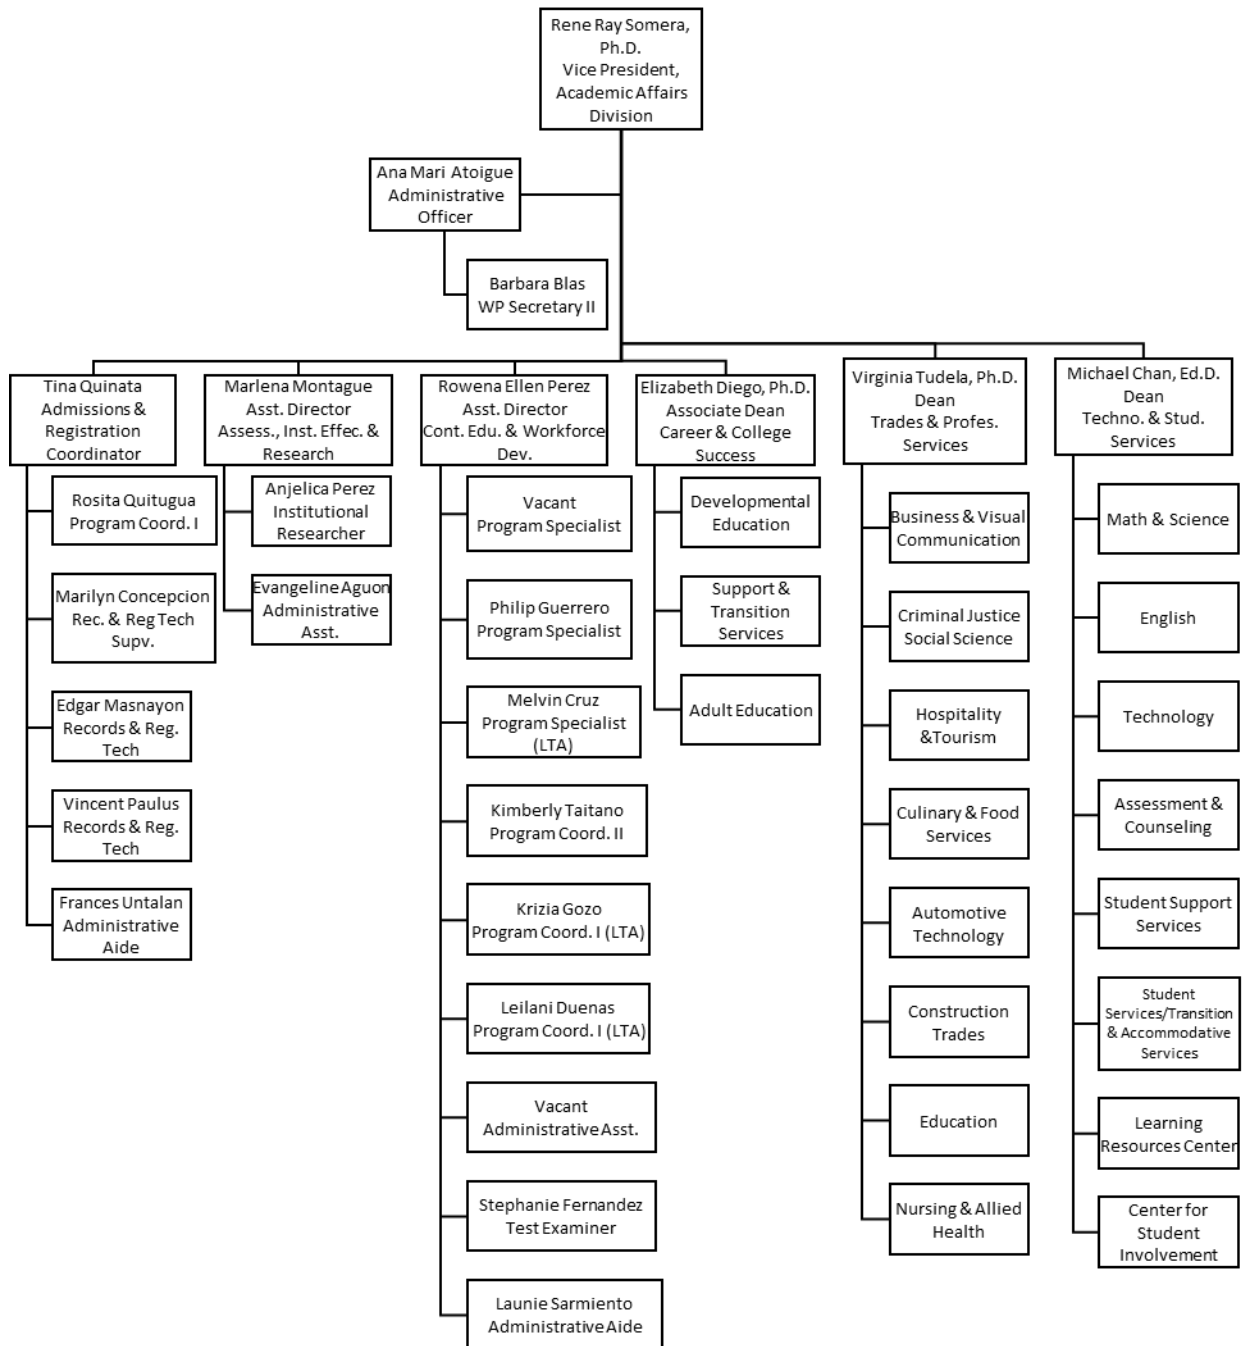 Rene Ray Somera,
Ph.D.
Vice President,
Academic Affairs
Division
Ana Mari Atoigue
Administrative
Officer
Barbara Blas
WP Secretary II
Tina Quinata
Admissions &
Registration
Coordinator
Rosita Quitugua
Program Coord. I
Marilyn Concepcion
Rec. & Reg Tech
Supv.
Edgar Masnayon
Records & Reg.
Tech
Vincent Paulus
Records & Reg.
Tech
Frances Untalan
Administrative
Aide
Marlena Montague
Asst. Director
Assess., Inst. Effec. &
Research
Anjelica Perez
Institutional
Researcher
Evangeline Aguon
Administrative
Asst.
Rowena Ellen Perez
Asst. Director
Cont. Edu. & Workforce
Dev.
Vacant
Program Specialist
Philip Guerrero
Program Specialist
Melvin Cruz
Program Specialist
(LTA)
Kimberly Taitano
Program Coord. II
Krizia Gozo
Program Coord. I (LTA)
Leilani Duenas
Program Coord. I (LTA)
Vacant
Administrative Asst.
Stephanie Fernandez
Test Examiner
Launie Sarmiento
Administrative Aide
Elizabeth Diego, Ph.D.
Associate Dean
Career & College
Success
Developmental
Education
Support &
Transition
Services
Adult Education
Virginia Tudela, Ph.D.
Dean
Trades & Profes.
Services
Business & Visual
Communication
Criminal Justice
Social Science
Hospitality
&Tourism
Culinary & Food
Services
Automotive
Technology
Construction
Trades
Education
Nursing & Allied
Health
Michael Chan, Ed.D.
Dean
Techno. & Stud.
Services
Math & Science
English
Technology
Assessment &
Counseling
Student Support
Services
Student
Services/Transition
& Accommodative
Services
Learning
Resources Center
Center for
Student
Involvement